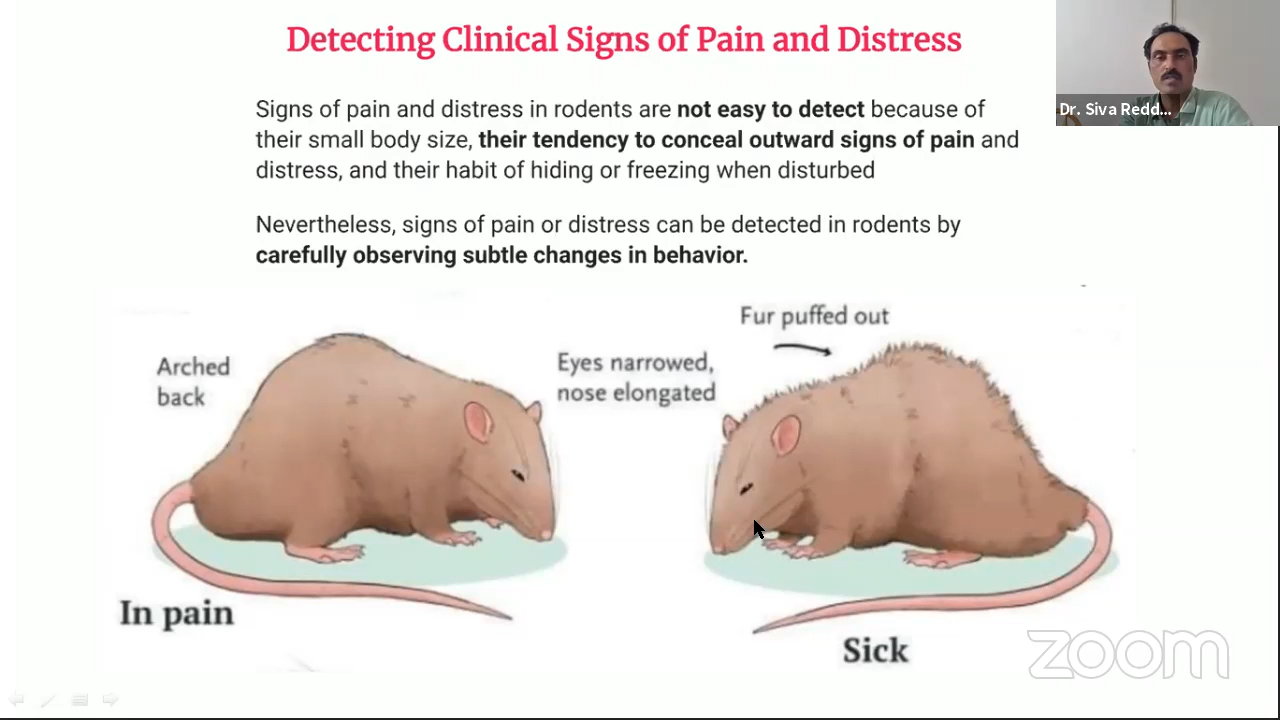 Detecting Clinical Signs of Pain and Distress
Dr. Siva Redd...
Signs of pain and distress in rodents are not easy to detect because of
their small body size, their tendency to conceal outward signs of pain and
distress, and their habit of hiding or freezing when disturbed
Nevertheless, signs of pain or distress can be detected in rodents by
carefully observing subtle changes in behavior.
Fur puffed out
Arched
back
Eyes narrowed,
nose elongated
In pain
Sick
zoom